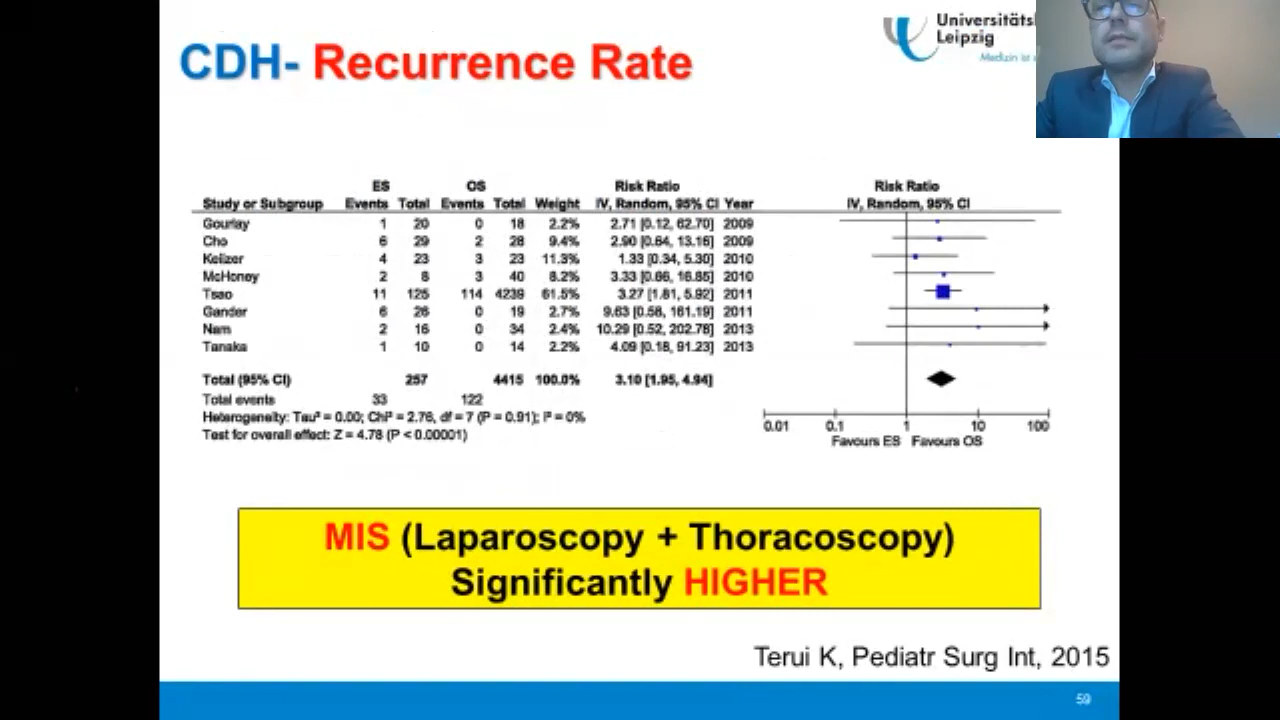 CDH- Recurrence Rate
Universitäts
Leipzig
Medizin ist
ES OS Risk Ratio Risk Ratio
Study or Subgroup Events Total Events Total Weight IV, Random, 95% CI Year IV, Random, 95% CI
Gourlay 1 20 0 18 2.2% 2.71 [0.12, 62.70] 2009
Cho 6 29 2 28 9.4% 2.90 [0.64, 13.16] 2009
Keijzer 4 23 3 23 11.3% 1.33 [0.34, 5.30] 2010
McHoney 2 8 3 40 8.2% 3.33 [0.66, 16.85] 2010
Tsao 11 125 114 4239 61.5% 3.27 [1.81, 5.92] 2011
Gander 6 26 0 19 2.7% 9.63 [0.58, 161.19] 2011
Nam 2 16 0 34 2.4% 10.29 [0.52, 202.78] 2013
Tanaka 1 10 0 14 2.2% 4.09 [0.18, 91.23] 2013
Total (95% CI) 257 4415 100.0% 3.10 [1.95, 4.94]
Total events 33 122
Heterogeneity: Tau² = 0.00; Chi² = 2.76, df = 7 (P = 0.91); I² = 0%
Test for overall effect: Z = 4.78 (P < 0.00001)
0.01 0.1 1 10 100
Favours ES Favours OS
MIS (Laparoscopy + Thoracoscopy)
Significantly HIGHER
Terui K, Pediatr Surg Int, 2015
59